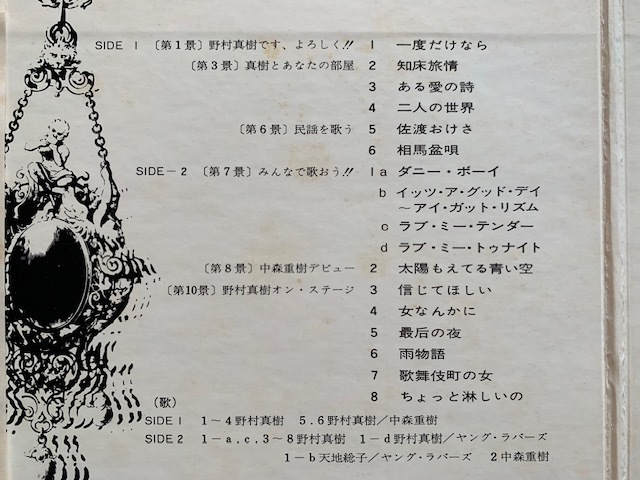 SIDE 1 〔第1景〕野村真樹です、よろしく!! 1 一度だけなら
〔第3景〕真樹とあなたの部屋 2 知床旅情
3 ある愛の詩
4 二人の世界
〔第6景〕民謡を歌う 5 佐渡おけさ
6 相馬盆唄
SIDE-2 〔第7景〕みんなで歌おう!! 1a ダニー・ボーイ
b イッツ・ア・グッド・デイ
〜アイ・ガット・リズム
c ラブ・ミー・テンダー
d ラブ・ミー・トゥナイト
〔第8景〕中森重樹デビュー 2 太陽もえてる青い空
〔第10景〕野村真樹オン・ステージ 3 信じてほしい
4 女なんかに
5 最后の夜
6 雨物語
7 歌舞伎町の女
8 ちょっと淋しいの
(歌)
SIDE 1 1〜4野村真樹 5.6野村真樹/中森重樹
SIDE 2 1-a,c,3〜8野村真樹 1-d野村真樹/ヤング・ラバーズ
1-b天地総子/ヤング・ラバーズ 2中森重樹